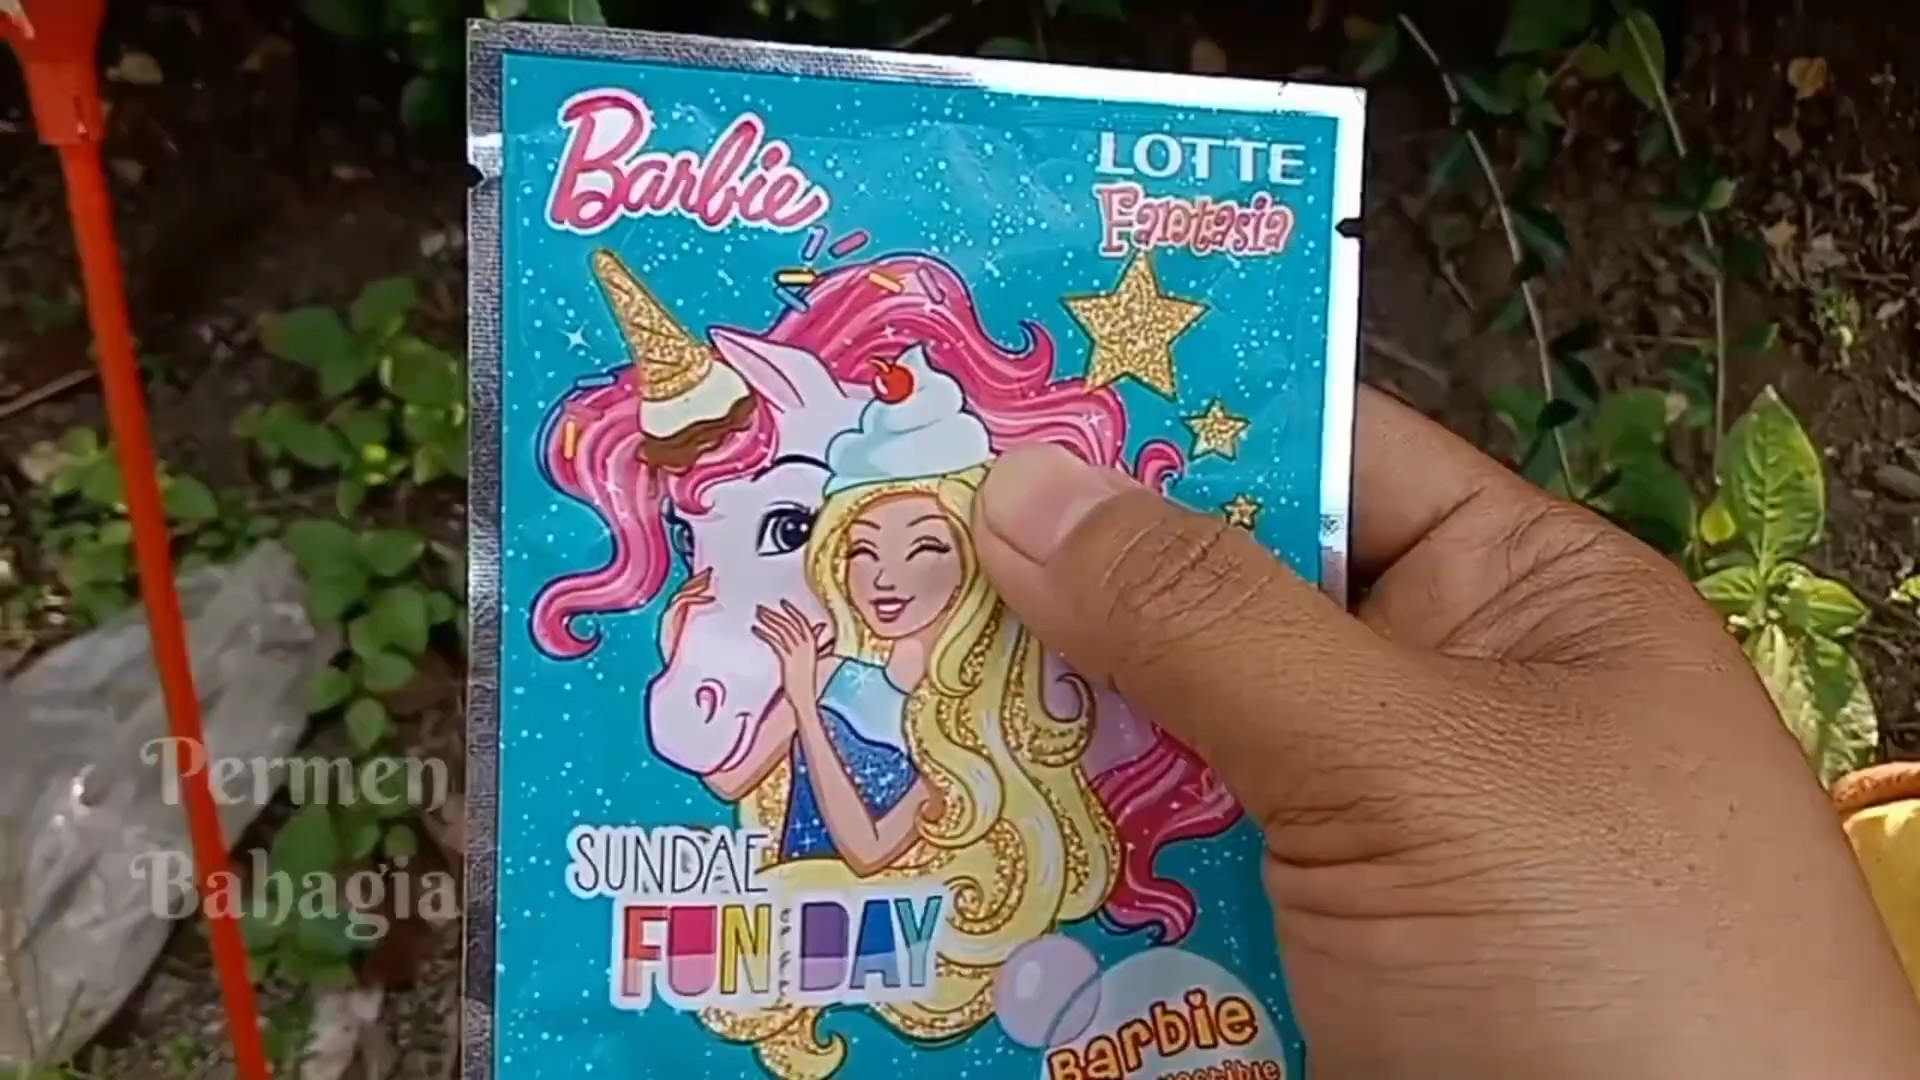 Barbie
LOTTE
Fantasia
SUNDAE
FUN DAY
Barbie
Permen
Bahagia